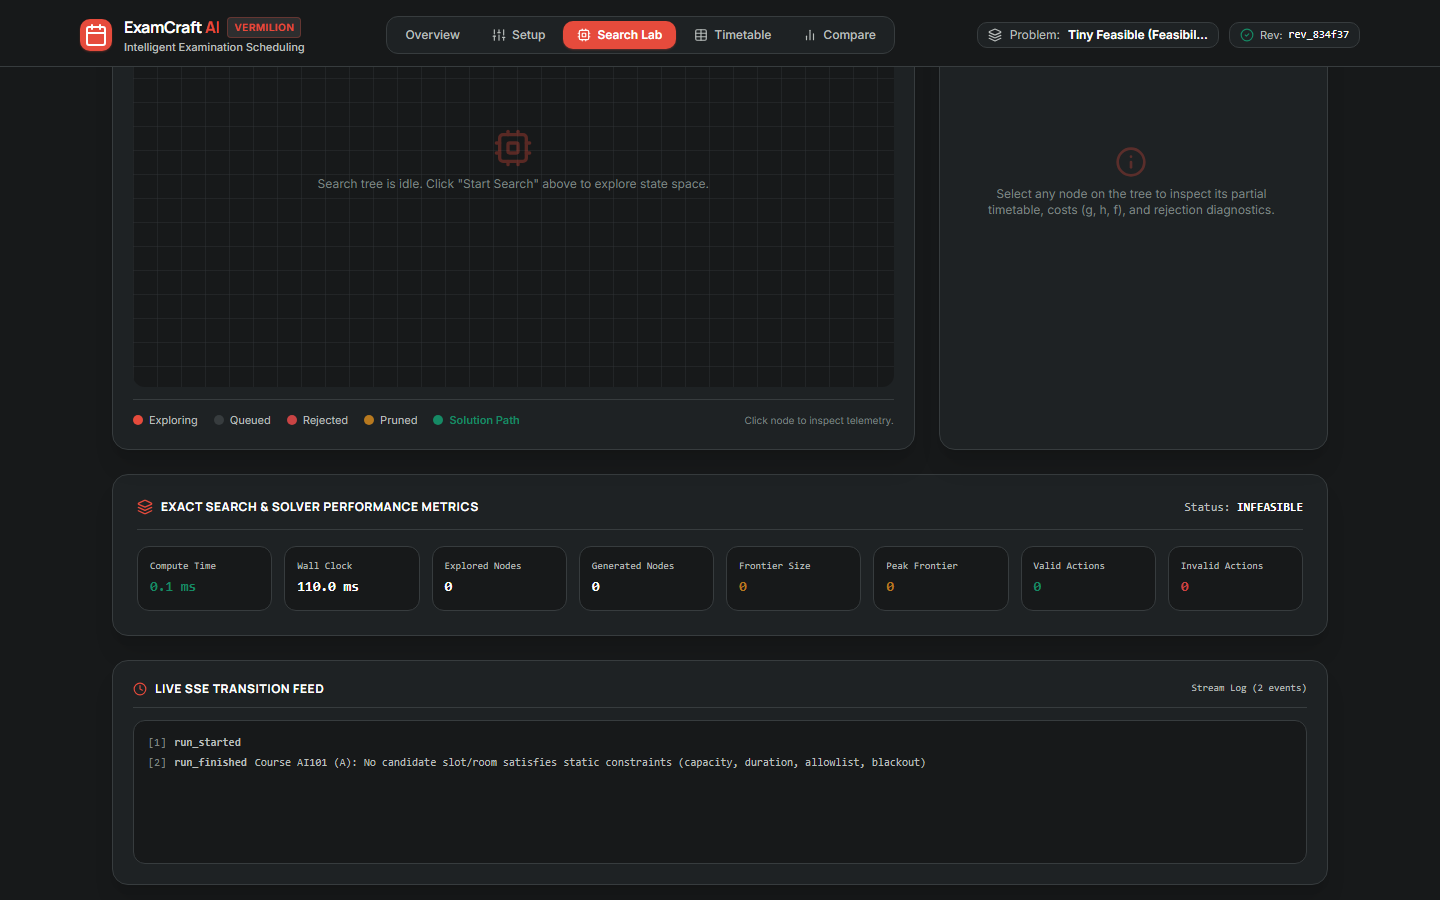 ExamCraft AI VERMILION
Intelligent Examination Scheduling
Overview Setup Search Lab Timetable Compare
Problem: Tiny Feasible (Feasibil...
Rev: rev_834f37
Search tree is idle. Click "Start Search" above to explore state space.
Select any node on the tree to inspect its partial
timetable, costs (g, h, f), and rejection diagnostics.
Exploring Queued Rejected Pruned Solution Path
Click node to inspect telemetry.
EXACT SEARCH & SOLVER PERFORMANCE METRICS
Status: INFEASIBLE
Compute Time
0.1 ms
Wall Clock
110.0 ms
Explored Nodes
0
Generated Nodes
0
Frontier Size
0
Peak Frontier
0
Valid Actions
0
Invalid Actions
0
LIVE SSE TRANSITION FEED
Stream Log (2 events)
[1] run_started
[2] run_finished Course AI101 (A): No candidate slot/room satisfies static constraints (capacity, duration, allowlist, blackout)